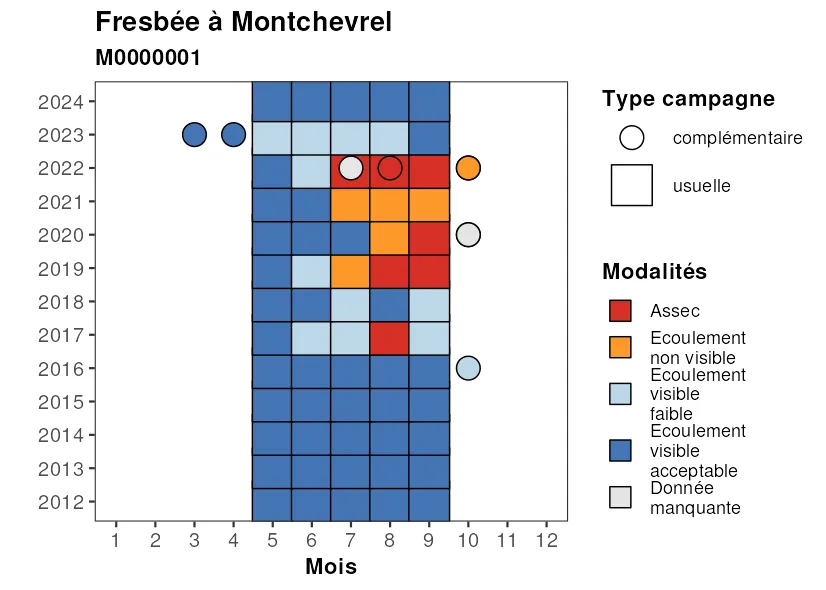 Fresbée à Montchevrel
M0000001
2024
2023
2022
2021
2020
2019
2018
2017
2016
2015
2014
2013
2012
1 2 3 4 5 6 7 8 9 10 11 12
Mois
Type campagne
complémentaire
usuelle
Modalités
Assec
Ecoulement
non visible
Ecoulement
visible
faible
Ecoulement
visible
acceptable
Donnée
manquante